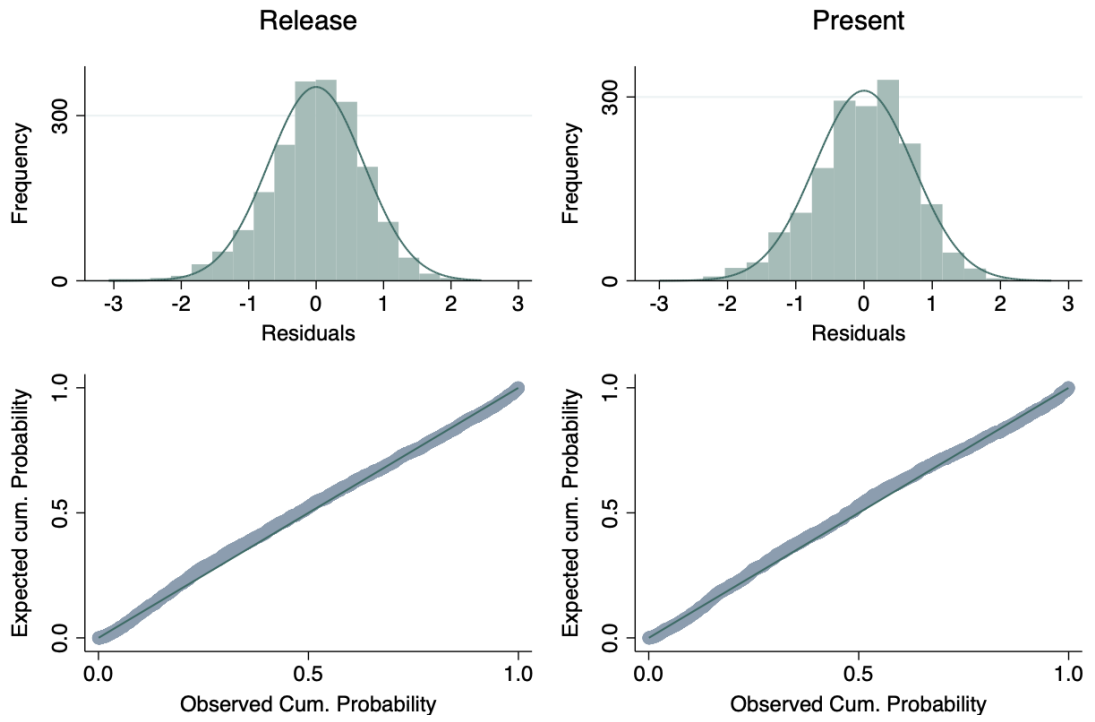 Release
Frequency
300
0
-3 -2 -1 0 1 2 3
Residuals
Present
Frequency
300
0
-3 -2 -1 0 1 2 3
Residuals
Expected cum. Probability
1.0
0.5
0.0
0.0 0.5 1.0
Observed Cum. Probability
Expected cum. Probability
1.0
0.5
0.0
0.0 0.5 1.0
Observed Cum. Probability